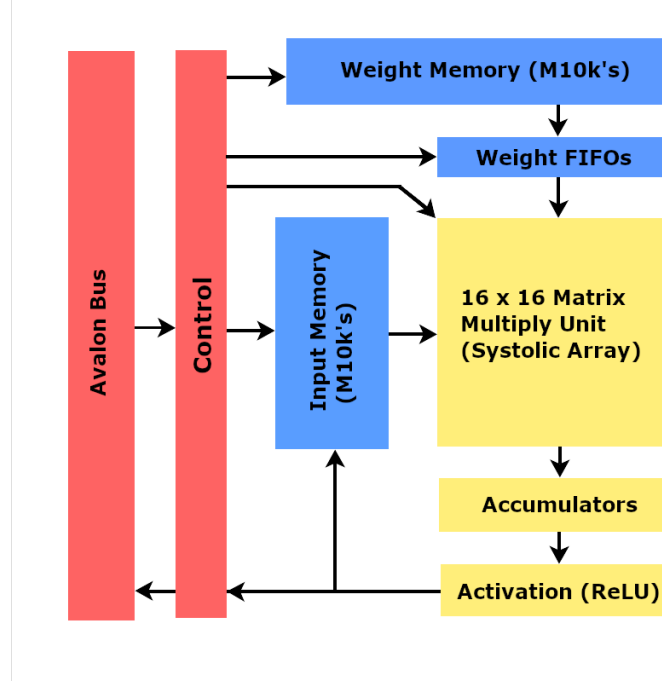 Weight Memory (M10k's)
Weight FIFOs
Avalon Bus
Control
Input Memory
(M10k's)
16 x 16 Matrix
Multiply Unit
(Systolic Array)
Accumulators
Activation (ReLU)